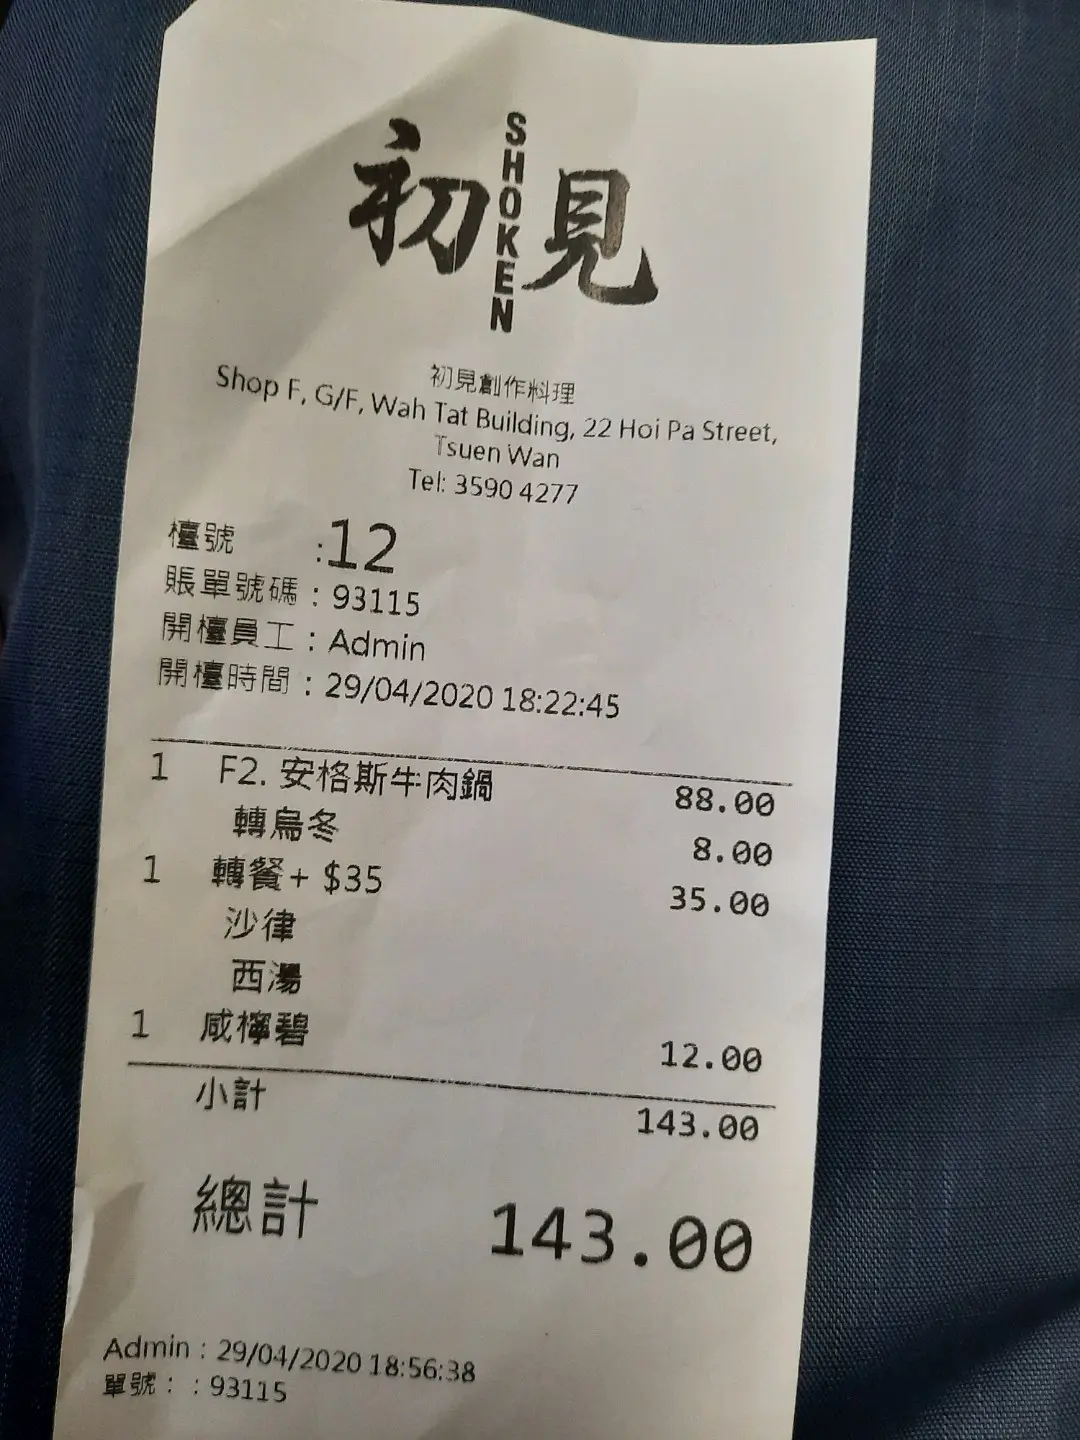 初見
SHOKEN
初見創作料理
Shop F, G/F, Wah Tat Building, 22 Hoi Pa Street,
Tsuen Wan
Tel: 3590 4277
檯號 :12
賬單號碼 : 93115
開檯員工 : Admin
開檯時間 : 29/04/2020 18:22:45
1 F2. 安格斯牛肉鍋 88.00
轉烏冬 8.00
1 轉餐+ $35 35.00
沙律
西湯
1 咸檸碧 12.00
小計 143.00
總計 143.00
Admin : 29/04/2020 18:56:38
單號: : 93115